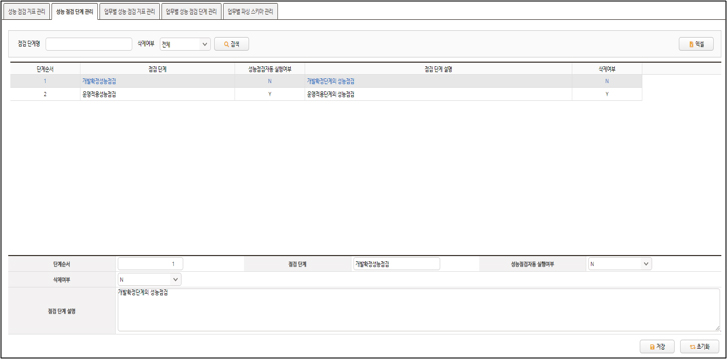 성능 점검 지표 관리 성능 점검 단계 관리 업무별 성능 점검 지표 관리 업무별 성능 점검 단계 관리 업무별 파싱 스키마 관리
점검 단계명 삭제여부 전체 검색 엑셀
단계순서 점검 단계 성능점검자동 실행여부 점검 단계 설명 삭제여부
1 개발확정성능점검 N 개발확정단계의 성능점검 N
2 운영적용성능점검 Y 운영적용단계의 성능점검 Y
단계순서 1 점검 단계 개발확정성능점검 성능점검자동 실행여부 N
삭제여부 N
점검 단계 설명 개발확정단계의 성능점검
저장 초기화